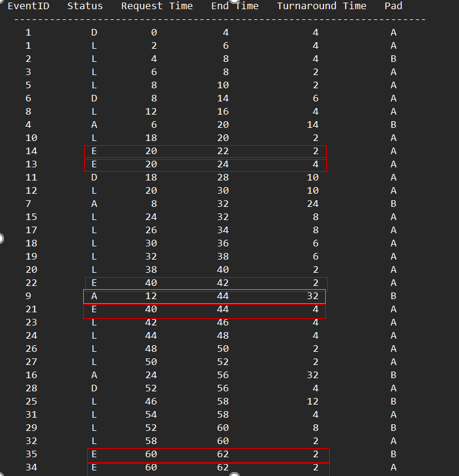 EventID Status Request Time End Time Turnaround Time Pad
------------------------------------------------------------------
1 D 0 4 4 A
1 L 2 6 4 A
2 L 4 8 4 B
3 L 6 8 2 A
5 L 8 10 2 A
6 D 8 14 6 A
8 L 12 16 4 A
4 A 6 20 14 B
10 L 18 20 2 A
14 E 20 22 2 A
13 E 20 24 4 A
11 D 18 28 10 A
12 L 20 30 10 A
7 A 8 32 24 B
15 L 24 32 8 A
17 L 26 34 8 A
18 L 30 36 6 A
19 L 32 38 6 A
20 L 38 40 2 A
22 E 40 42 2 A
9 A 12 44 32 B
21 E 40 44 4 A
23 L 42 46 4 A
24 L 44 48 4 A
26 L 48 50 2 A
27 L 50 52 2 A
16 A 24 56 32 B
28 D 52 56 4 A
25 L 46 58 12 B
31 L 54 58 4 A
29 L 52 60 8 B
32 L 58 60 2 A
35 E 60 62 2 B
34 E 60 62 2 A